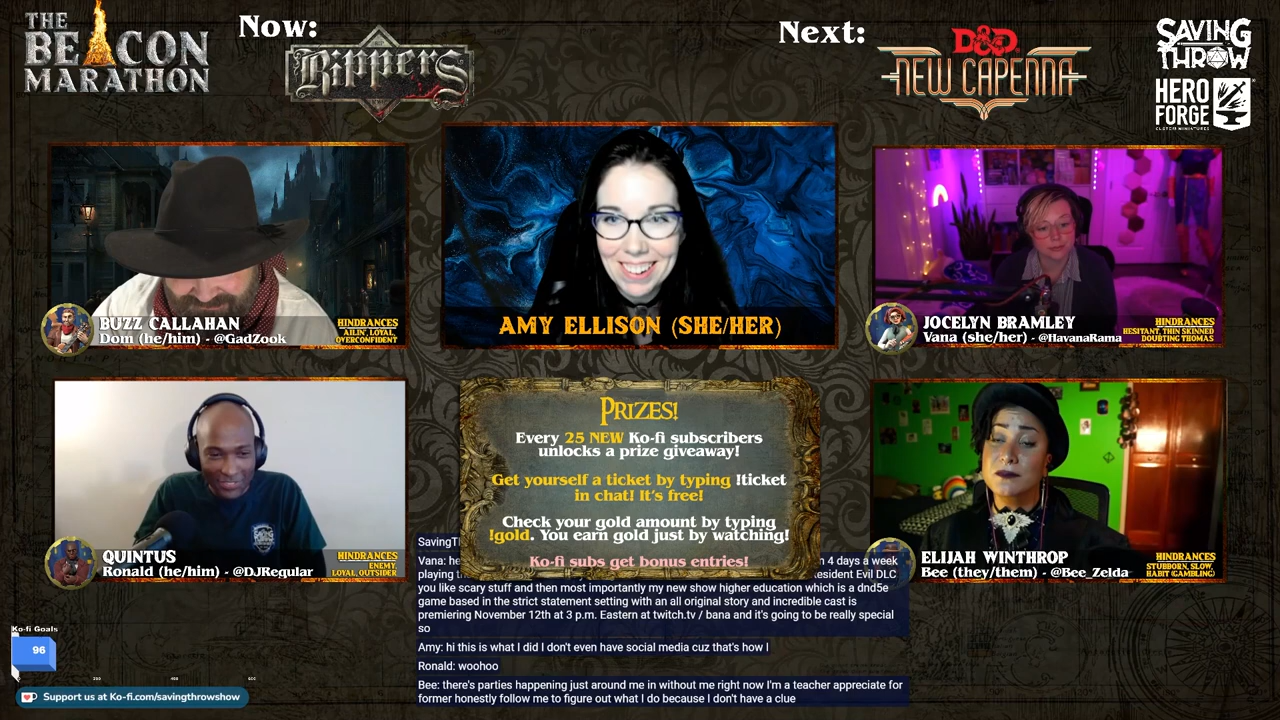 THE
BEACON
MARATHON
Now:
Rippers
Next:
D&D
NEW CAPENNA
SAVING
THROW
HERO
FORGE
CUSTOM MINIATURES
BUZZ CALLAHAN
Dom (he/him) - @GadZook
HINDRANCES
AILIN', LOYAL,
OVERCONFIDENT
AMY ELLISON (SHE/HER)
JOCELYN BRAMLEY
Vana (she/her) - @HavanaRama
HINDRANCES
HESITANT, THIN SKINNED
DOUBTING THOMAS
QUINTUS
Ronald (he/him) - @DJRegular
HINDRANCES
ENEMY,
LOYAL, OUTSIDER
PRIZES!
Every 25 NEW Ko-fi subscribers
unlocks a prize giveaway!
Get yourself a ticket by typing !ticket
in chat! It's free!
Check your gold amount by typing
!gold. You earn gold just by watching!
Ko-fi subs get bonus entries!
ELIJAH WINTHROP
Bee (they/them) - @Bee_Zelda
HINDRANCES
STUBBORN, SLOW,
HABIT GAMBLING
Vana: he
4 days a week
playing
Resident Evil DLC
you like scary stuff and then most importantly my new show higher education which is a dnd5e
game based in the strict statement setting with an all original story and incredible cast is
premiering November 12th at 3 p.m. Eastern at twitch.tv / bana and it's going to be really special
so
Amy: hi this is what I did I don't even have social media cuz that's how I
Ronald: woohoo
Bee: there's parties happening just around me in without me right now I'm a teacher appreciate for
former honestly follow me to figure out what I do because I don't have a clue
Ko-fi Goals
96
Support us at Ko-fi.com/savingthrowshow